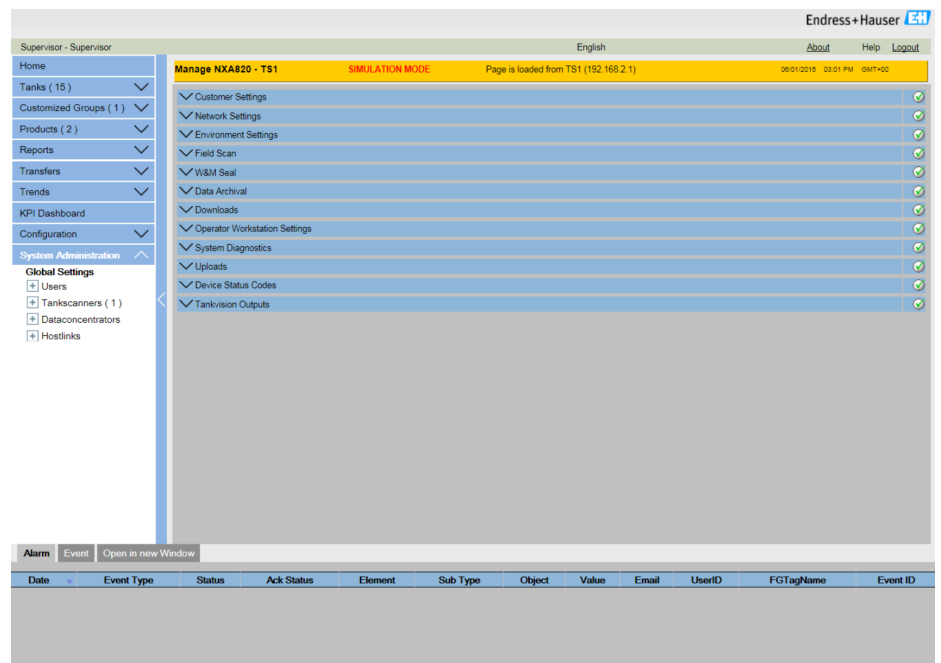 Endress+Hauser EH
Supervisor - Supervisor English About Help Logout
Home
Tanks ( 15 )
Customized Groups ( 1 )
Products ( 2 )
Reports
Transfers
Trends
KPI Dashboard
Configuration
System Administration
Global Settings
Users
Tankscanners ( 1 )
Dataconcentrators
Hostlinks
Manage NXA820 - TS1 SIMULATION MODE Page is loaded from TS1 (192.168.2.1) 06/01/2015 03:01 PM GMT+00
Customer Settings
Network Settings
Environment Settings
Field Scan
W&M Seal
Data Archival
Downloads
Operator Workstation Settings
System Diagnostics
Uploads
Device Status Codes
Tankvision Outputs
Alarm Event Open in new Window
Date Event Type Status Ack Status Element Sub Type Object Value Email UserID FGTagName Event ID